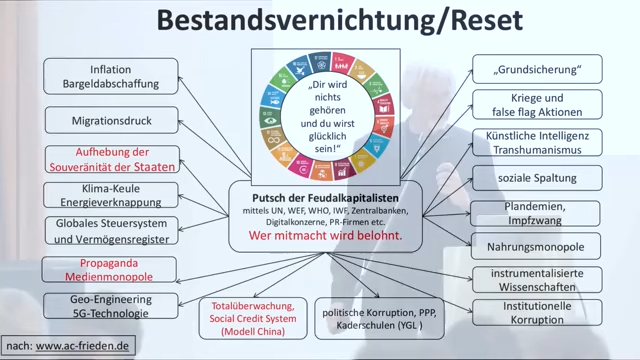 Bestandsvernichtung/Reset
Inflation
Bargeldabschaffung
Migrationsdruck
Aufhebung der
Souveränität der Staaten
Klima-Keule
Energieverknappung
Globales Steuersystem
und Vermögensregister
Propaganda
Medienmonopole
Geo-Engineering
5G-Technologie
„Dir wird
nichts
gehören
und du wirst
glücklich
sein!“
Putsch der Feudalkapitalisten
mittels UN, WEF, WHO, IWF, Zentralbanken,
Digitalkonzerne, PR-Firmen etc.
Wer mitmacht wird belohnt.
Totalüberwachung,
Social Credit System
(Modell China)
politische Korruption, PPP,
Kaderschulen (YGL )
„Grundsicherung“
Kriege und
false flag Aktionen
Künstliche Intelligenz
Transhumanismus
soziale Spaltung
Plandemien,
Impfzwang
Nahrungsmonopole
instrumentalisierte
Wissenschaften
Institutionelle
Korruption
nach: www.ac-frieden.de